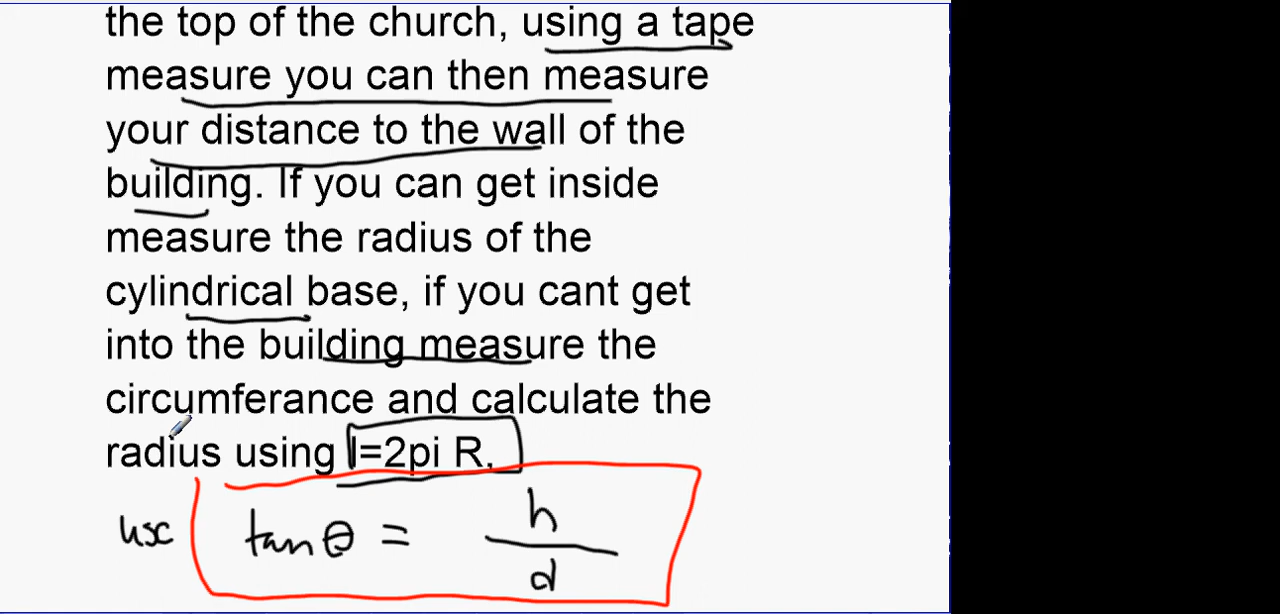 the top of the church, using a tape
measure you can then measure
your distance to the wall of the
building. If you can get inside
measure the radius of the
cylindrical base, if you cant get
into the building measure the
circumferance and calculate the
radius using l=2pi R.
use tanθ = h/d